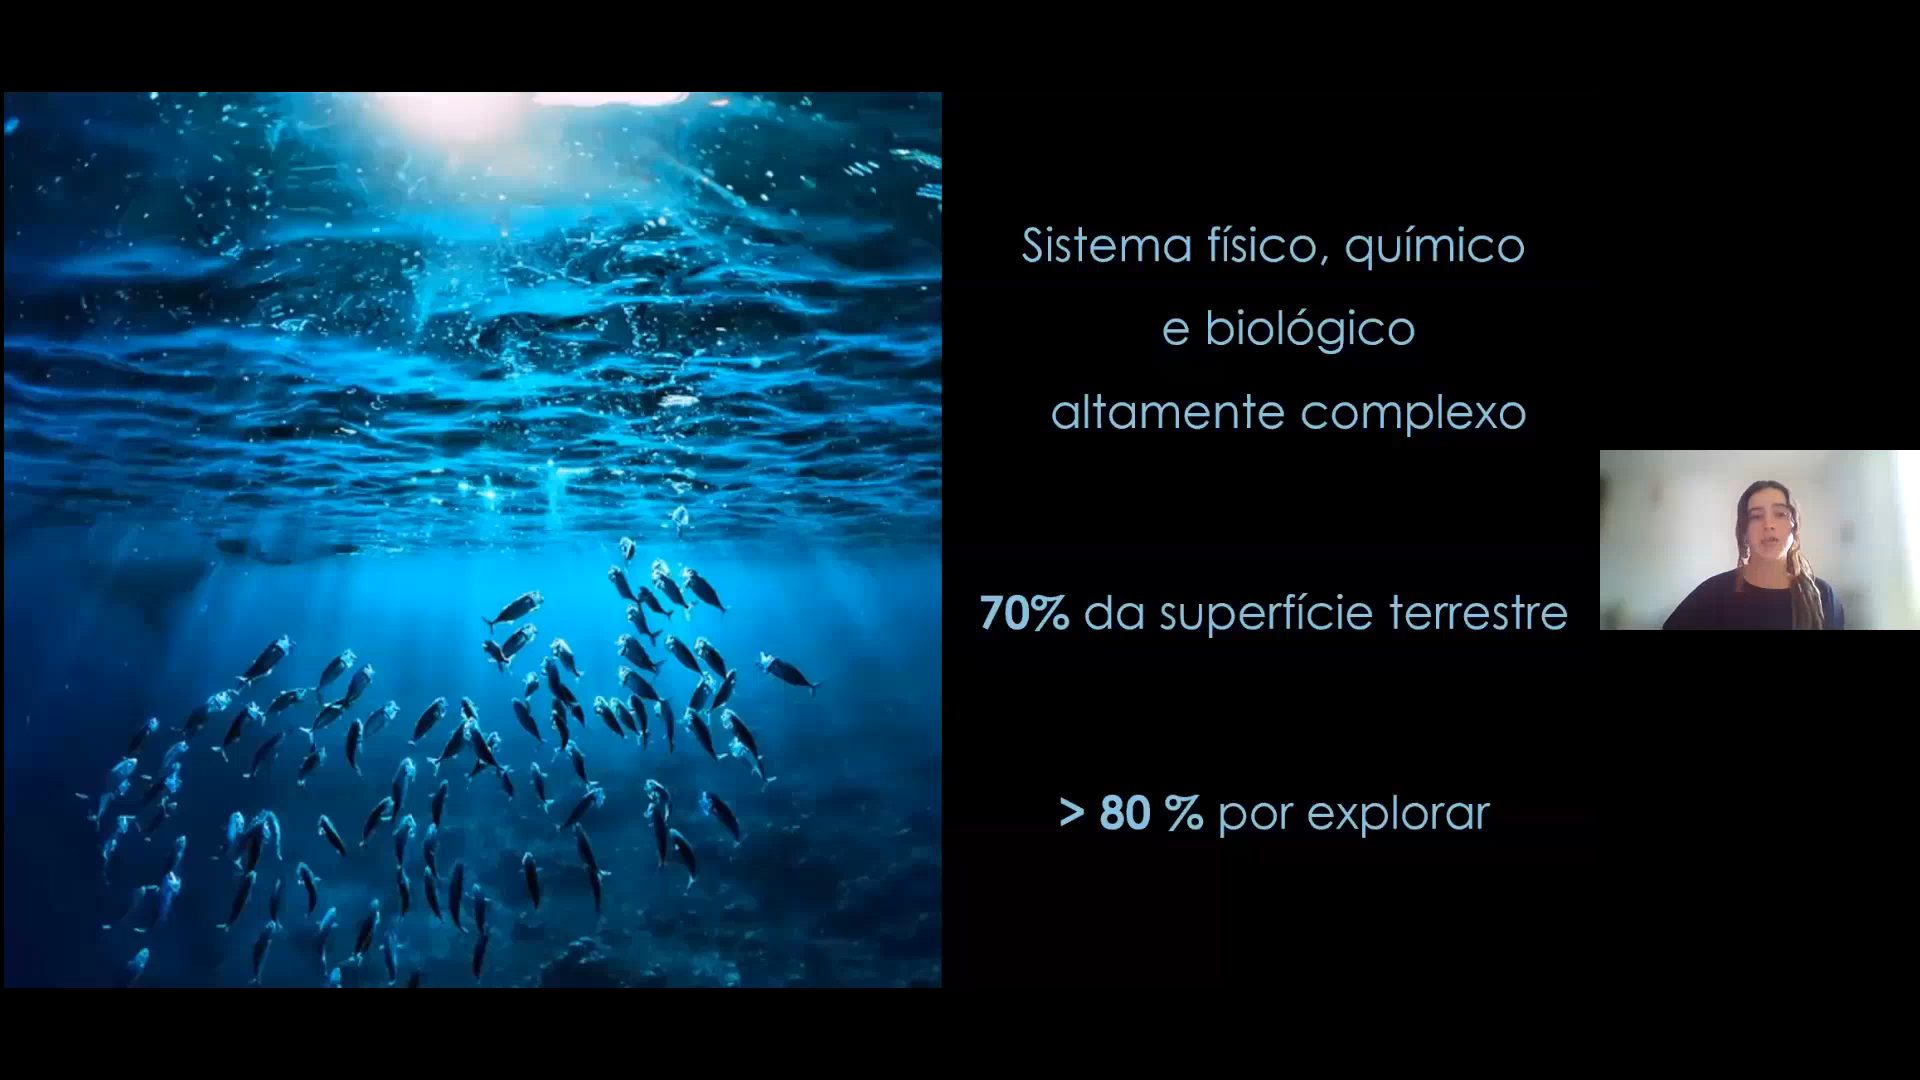 Sistema físico, químico
e biológico
altamente complexo
70% da superfície terrestre
> 80 % por explorar